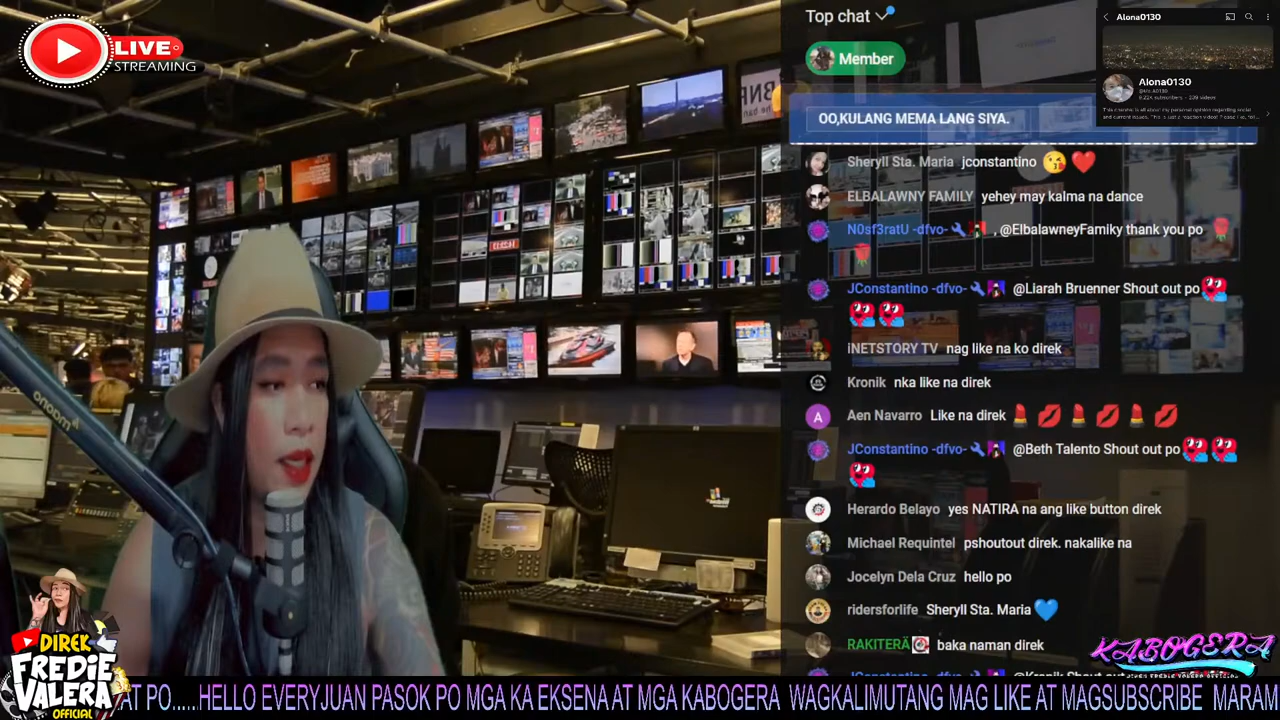 LIVE
STREAMING
Top chat
Member
OO,KULANG MEMA LANG SIYA.
Alona0130
Alona0130
Sheryll Sta. Maria jconstantino 😘❤️
ELBALAWNY FAMILY yehey may kalma na dance
N0sf3ratU -dfvo- , @ElbalawneyFamiky thank you po 🌹
🌹
JConstantino -dfvo- @Liarah Bruenner Shout out po
iNETSTORY TV nag like na ko direk
Kronik nka like na direk
Aen Navarro Like na direk 💄💋💄💋💄💋
JConstantino -dfvo- @Beth Talento Shout out po
Herardo Belayo yes NATIRA na ang like button direk
Michael Requintel pshoutout direk. nakalike na
Jocelyn Dela Cruz hello po
ridersforlife Sheryll Sta. Maria 💙
RAKITERÄ baka naman direk
maono
KABOGERA
DIREK
FREDiE
VALERA
OFFICIAL
AT PO.....HELLO EVERYJUAN PASOK PO MGA KA EKSENA AT MGA KABOGERA WAGKALIMUTANG MAG LIKE AT MAGSUBSCRIBE MARAM